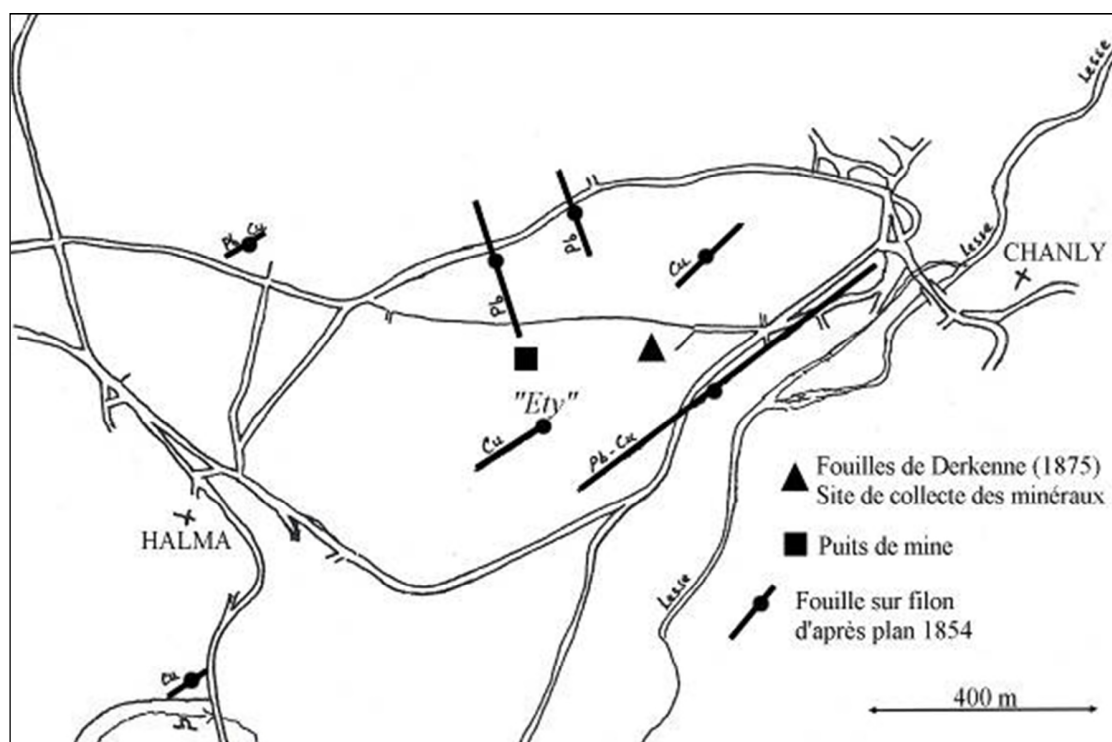 Lesse
Lesse
Lesse
CHANLY
Pb Cu
Pb
Pb
Cu
"Ety"
Cu
Pb-Cu
HALMA
Lesse
Cu
Fouilles de Derkenne (1875)
Site de collecte des minéraux
Puits de mine
Fouille sur filon
d'après plan 1854
400 m